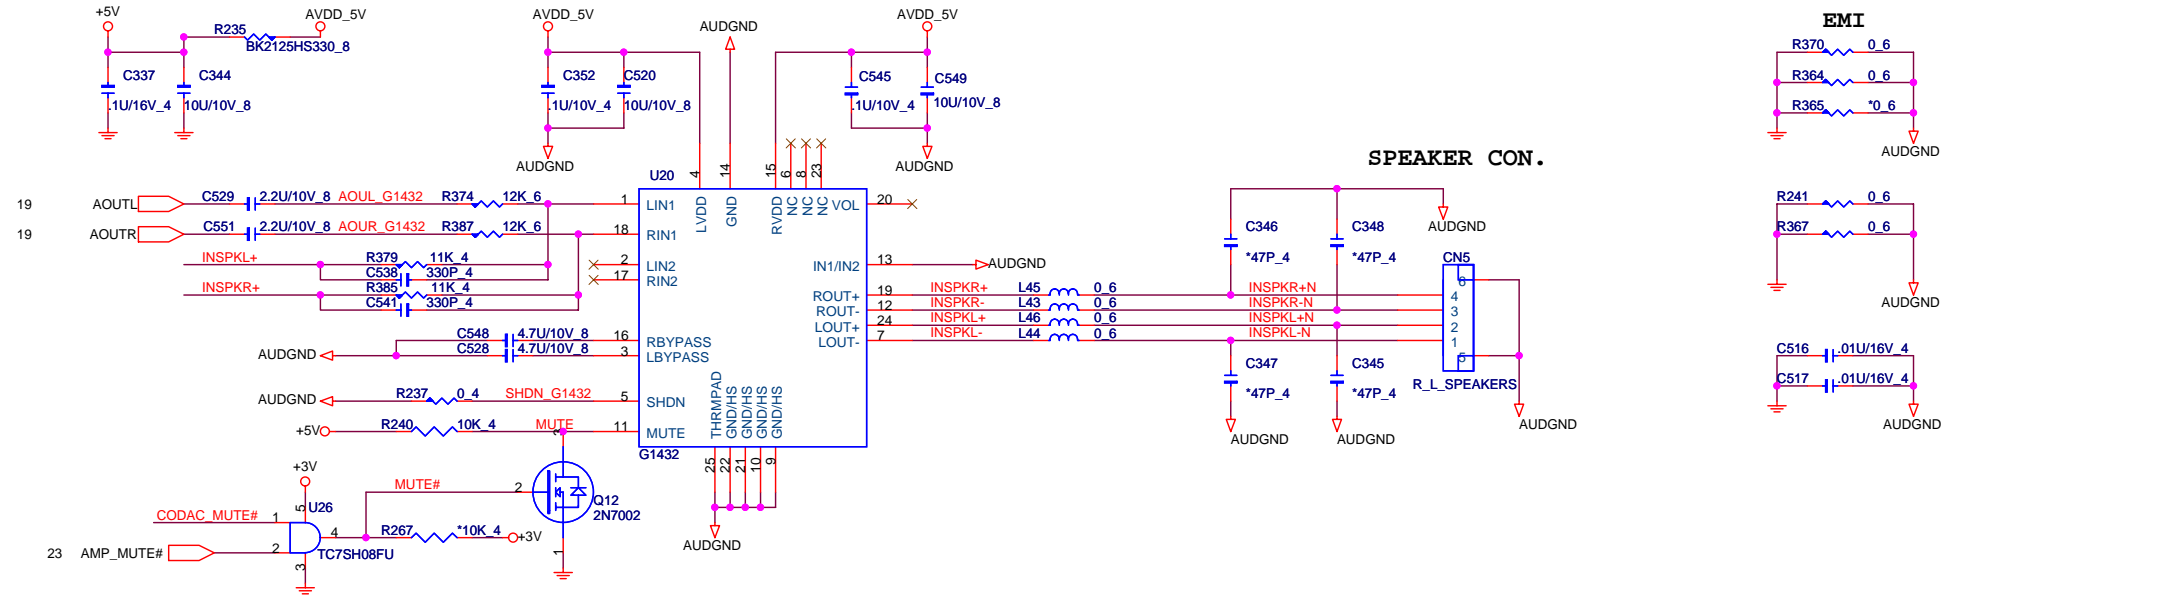 +5V
R235
BK2125HS330_8
AVDD_5V
C337
.1U/16V_4
C344
10U/10V_8
AVDD_5V
C352
.1U/10V_4
C520
10U/10V_8
AUDGND
AUDGND
AVDD_5V
C545
.1U/10V_4
C549
10U/10V_8
AUDGND
EMI
R370 0_6
R364 0_6
R365 *0_6
AUDGND
R241 0_6
R367 0_6
AUDGND
C516 .01U/16V_4
C517 .01U/16V_4
AUDGND
19 AOUTL
C529 2.2U/10V_8 AOUL_G1432 R374 12K_6
19 AOUTR
C551 2.2U/10V_8 AOUR_G1432 R387 12K_6
INSPKL+ R379 11K_4
C538 330P_4
INSPKR+ R385 11K_4
C541 330P_4
AUDGND C548 4.7U/10V_8
C528 4.7U/10V_8
AUDGND R237 0_4 SHDN_G1432
+5V R240 10K_4 MUTE
U20
4 14 15 6 8 23
LVDD GND RVDD NC NC NC
1 LIN1
18 RIN1
2 LIN2
17 RIN2
16 RBYPASS
3 LBYPASS
5 SHDN
11 MUTE
VOL 20
IN1/IN2 13 AUDGND
ROUT+ 19
ROUT- 12
LOUT+ 24
LOUT- 7
THRMPAD GND/HS GND/HS GND/HS GND/HS
25 22 21 10 9
G1432
AUDGND
INSPKR+ L45 0_6 INSPKR+N
INSPKR- L43 0_6 INSPKR-N
INSPKL+ L46 0_6 INSPKL+N
INSPKL- L44 0_6 INSPKL-N
SPEAKER CON.
AUDGND
C346
*47P_4
C348
*47P_4
C347
*47P_4
C345
*47P_4
AUDGND
AUDGND
CN5
6
4
3
2
1
5
R_L_SPEAKERS
AUDGND
+3V
U26
5
CODAC_MUTE# 1
23 AMP_MUTE# 2
4
3
TC7SH08FU
MUTE#
R267 *10K_4 +3V
3
2
1
Q12
2N7002